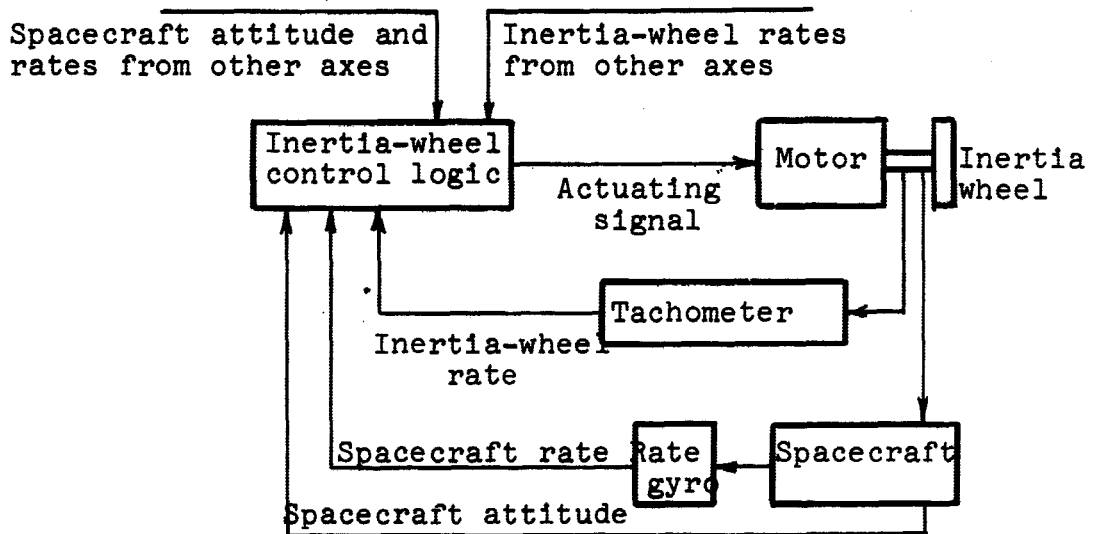 Spacecraft attitude and
rates from other axes
Inertia-wheel rates
from other axes
Inertia-wheel
control logic
Motor
Inertia
wheel
Actuating
signal
Tachometer
Inertia-wheel
rate
Spacecraft rate
Rate
gyro
Spacecraft
Spacecraft attitude